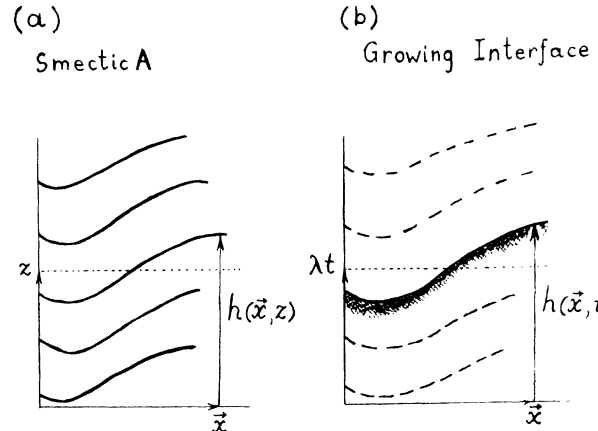 (a)
Smectic A
z
h(x⃗,z)
x⃗
(b)
Growing Interface
λt
h(x⃗,
x⃗